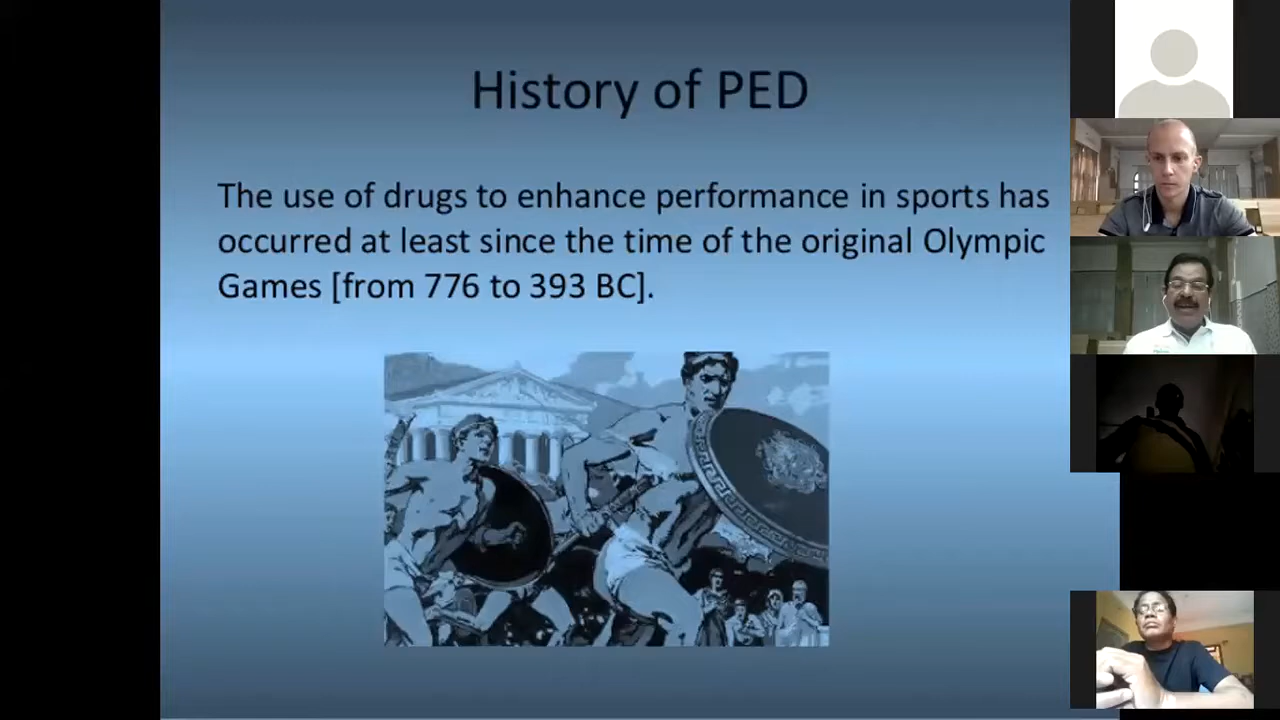 History of PED
The use of drugs to enhance performance in sports has
occurred at least since the time of the original Olympic
Games [from 776 to 393 BC].